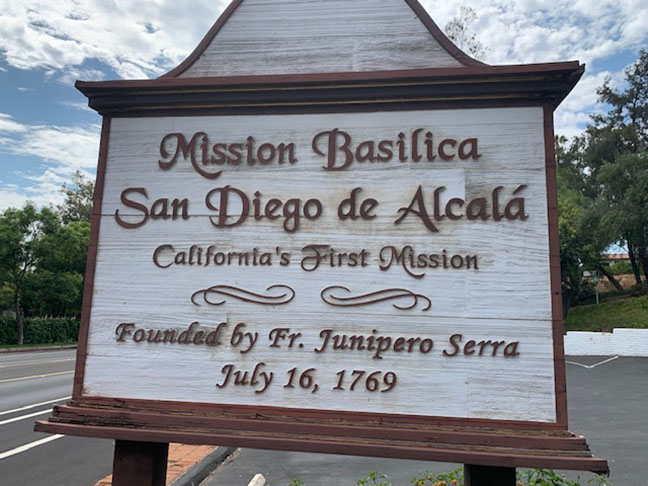 Mission Basilica
San Diego de Alcalá
California's First Mission
Founded by Fr. Junipero Serra
July 16, 1769